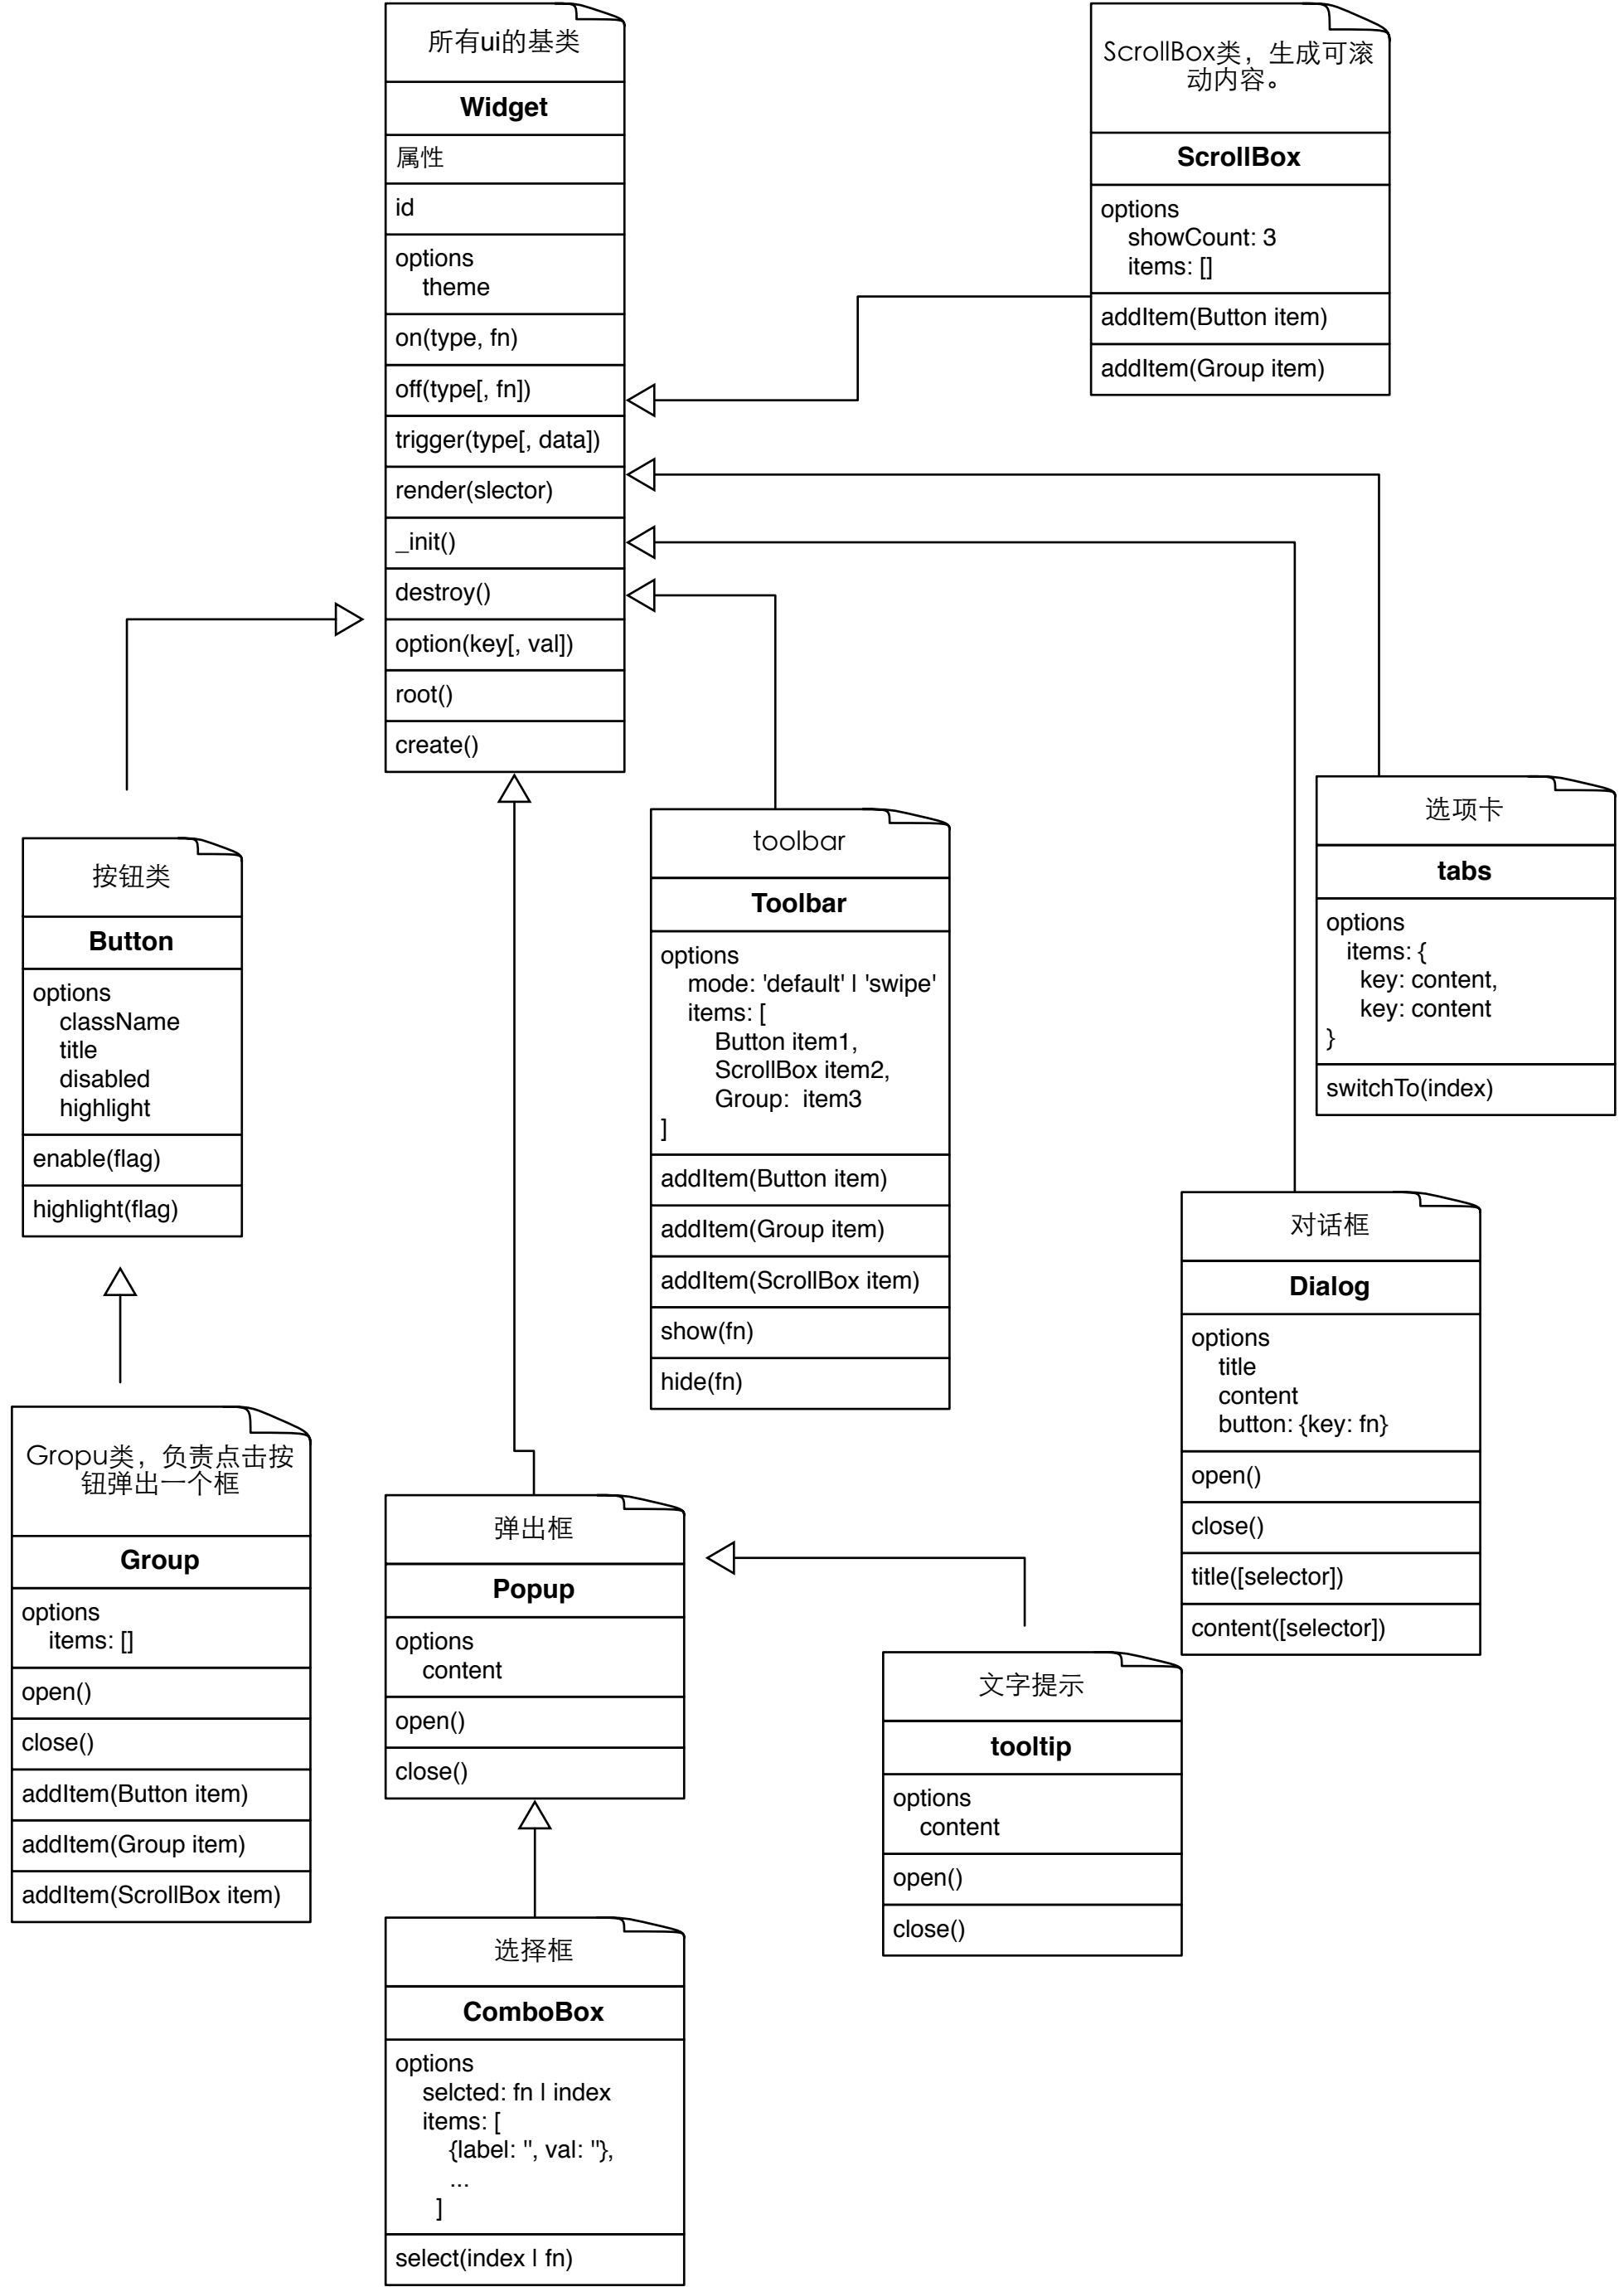 所有ui的基类
Widget
属性
id
options
theme
on(type, fn)
off(type[, fn])
trigger(type[, data])
render(slector)
_init()
destroy()
option(key[, val])
root()
create()
ScrollBox类，生成可滚
动内容。
ScrollBox
options
showCount: 3
items: []
addItem(Button item)
addItem(Group item)
按钮类
Button
options
className
title
disabled
highlight
enable(flag)
highlight(flag)
toolbar
Toolbar
options
mode: 'default' | 'swipe'
items: [
Button item1,
ScrollBox item2,
Group:  item3
]
addItem(Button item)
addItem(Group item)
addItem(ScrollBox item)
show(fn)
hide(fn)
选项卡
tabs
options
items: {
key: content,
key: content
}
switchTo(index)
对话框
Dialog
options
title
content
button: {key: fn}
open()
close()
title([selector])
content([selector])
Gropu类，负责点击按
钮弹出一个框
Group
options
items: []
open()
close()
addItem(Button item)
addItem(Group item)
addItem(ScrollBox item)
弹出框
Popup
options
content
open()
close()
文字提示
tooltip
options
content
open()
close()
选择框
ComboBox
options
selcted: fn | index
items: [
{label: '', val: ''},
...
]
select(index | fn)